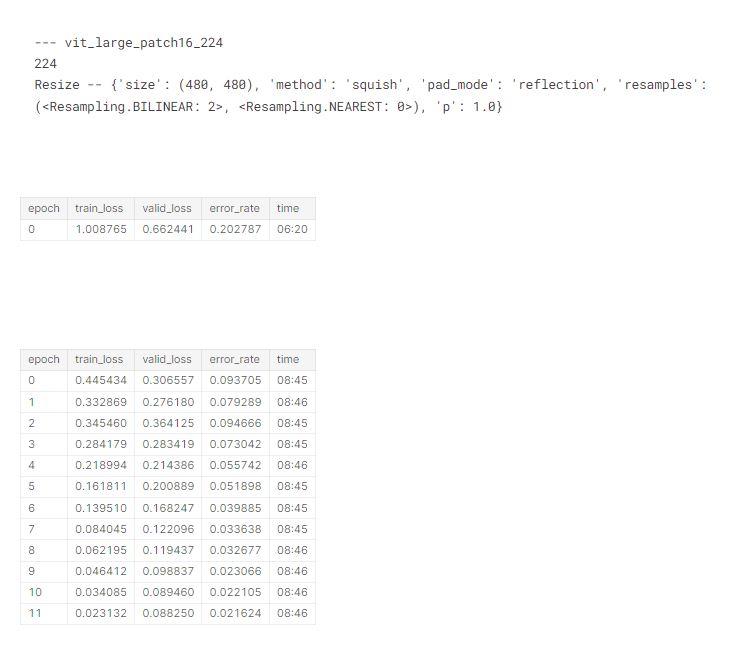 --- vit_large_patch16_224
224
Resize -- {'size': (480, 480), 'method': 'squish', 'pad_mode': 'reflection', 'resamples':
(<Resampling.BILINEAR: 2>, <Resampling.NEAREST: 0>), 'p': 1.0}
epoch train_loss valid_loss error_rate time
0 1.008765 0.662441 0.202787 06:20
epoch train_loss valid_loss error_rate time
0 0.445434 0.306557 0.093705 08:45
1 0.332869 0.276180 0.079289 08:46
2 0.345460 0.364125 0.094666 08:45
3 0.284179 0.283419 0.073042 08:45
4 0.218994 0.214386 0.055742 08:46
5 0.161811 0.200889 0.051898 08:45
6 0.139510 0.168247 0.039885 08:45
7 0.084045 0.122096 0.033638 08:45
8 0.062195 0.119437 0.032677 08:46
9 0.046412 0.098837 0.023066 08:46
10 0.034085 0.089460 0.022105 08:46
11 0.023132 0.088250 0.021624 08:46